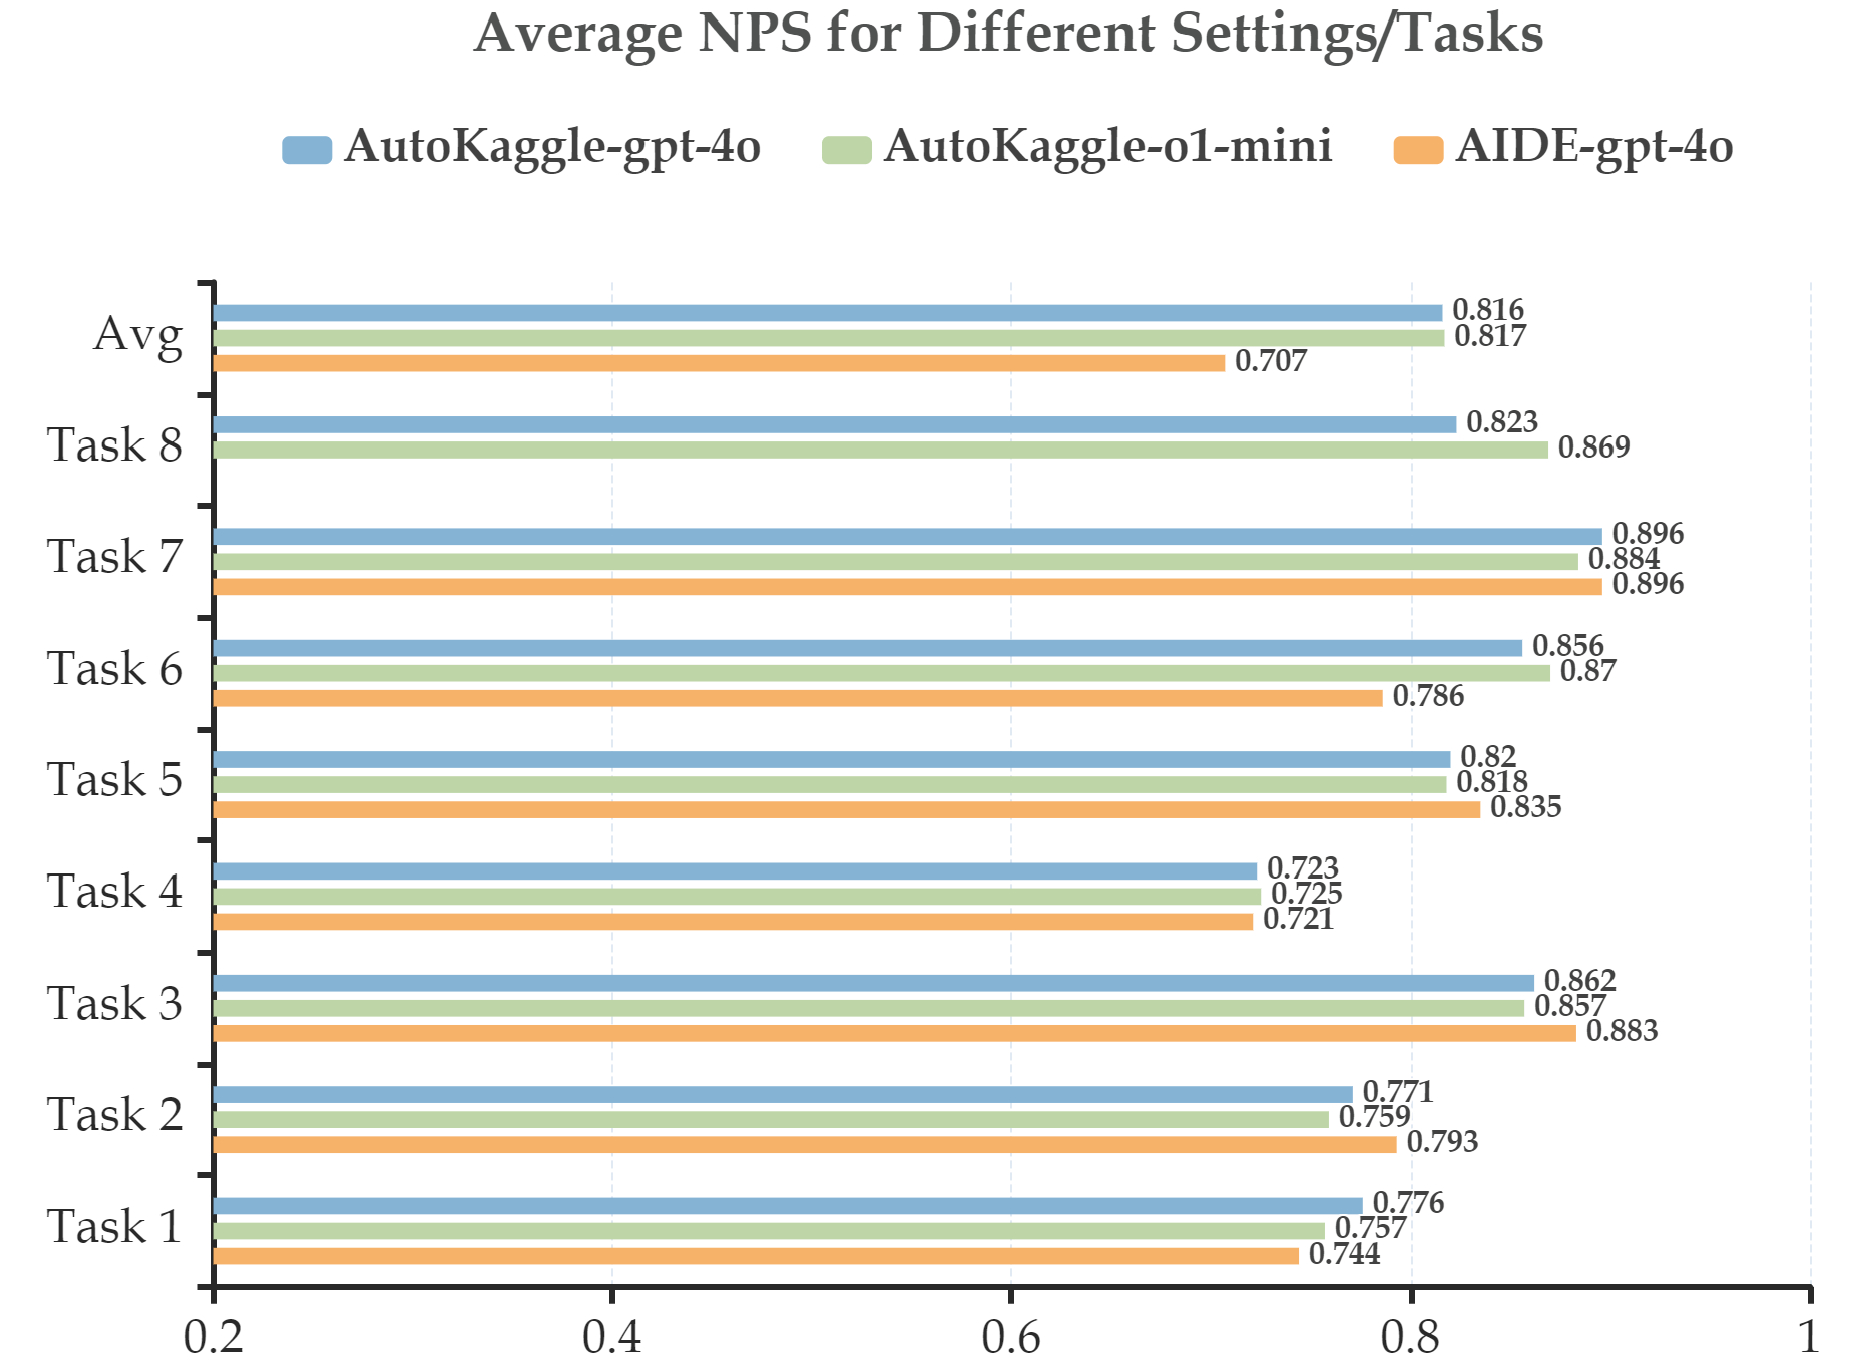 Average NPS for Different Settings/Tasks
AutoKaggle-gpt-4o AutoKaggle-o1-mini AIDE-gpt-4o
Avg
0.816
0.817
0.707
Task 8
0.823
0.869
Task 7
0.896
0.884
0.896
Task 6
0.856
0.87
0.786
Task 5
0.82
0.818
0.835
Task 4
0.723
0.725
0.721
Task 3
0.862
0.857
0.883
Task 2
0.771
0.759
0.793
Task 1
0.776
0.757
0.744
0.2 0.4 0.6 0.8 1